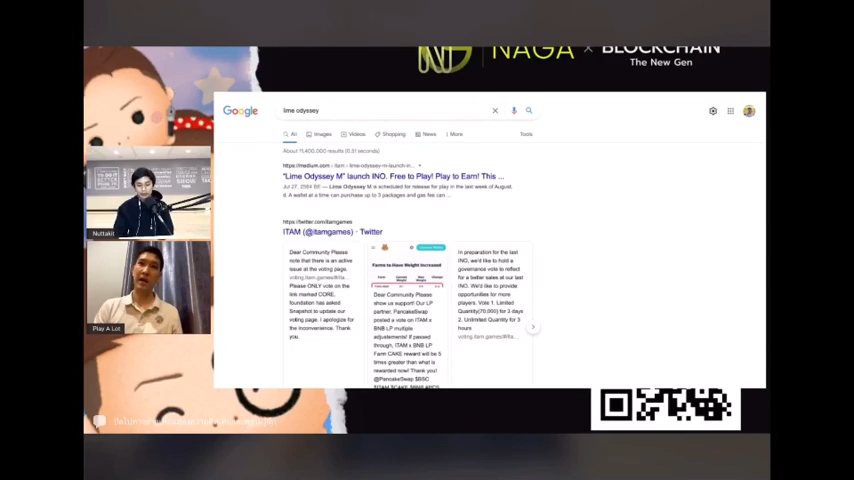 NAGA × BLOCKCHAIN
The New Gen
Google
lime odyssey
All
Images
Videos
Shopping
News
More
Tools
About 11,400,000 results (0.51 seconds)
https://medium.com › itam › lime-odyssey-m-launch-in...
"Lime Odyssey M" launch INO. Free to Play! Play to Earn! This ...
Jul 27, 2564 BE — Lime Odyssey M is scheduled for release for play in the last week of August.
A wallet at a time can purchase up to 3 packages and gas fee can ...
https://twitter.com/itamgames
ITAM (@itamgames) · Twitter
Dear Community Please
note that there is an active
issue at the voting page.
voting.itam.games/#/ita...
Please ONLY vote on the
link marked CORE,
foundation has asked
Snapshot to update our
voting page. I apologize for
the inconvenience. Thank
you.
Farms to Have Weight Increased
Dear Community Please
show us support! Our LP
partner, PancakeSwap
posted a vote on ITAM x
BNB LP multiple
adjustements! If passed
through, ITAM x BNB LP
Farm CAKE reward will be 5
times greater than what is
rewarded now! Thank you!
@PancakeSwap $BSC
In preparation for the last
INO, we'd like to hold a
governance vote to reflect
for a better sales at our last
INO. We'd like to provide
opportunities for more
players. Vote 1. Limited
Quantity(70,000) for 3 days
2. Unlimited Quantity for 3
hours
voting.itam.games/#/ita...
Nuttakit
Play A Lot